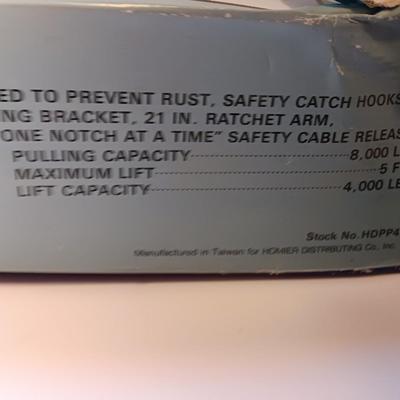 ED TO PREVENT RUST, SAFETY CATCH HOOKS
NG BRACKET, 21 IN. RATCHET ARM,
ONE NOTCH AT A TIME" SAFETY CABLE RELEAS
PULLING CAPACITY 8,000 L
MAXIMUM LIFT 5 F
LIFT CAPACITY 4,000 LB
Stock No. HDPP4
Manufactured in Taiwan for HOMIER DISTRIBUTING Co., Inc.